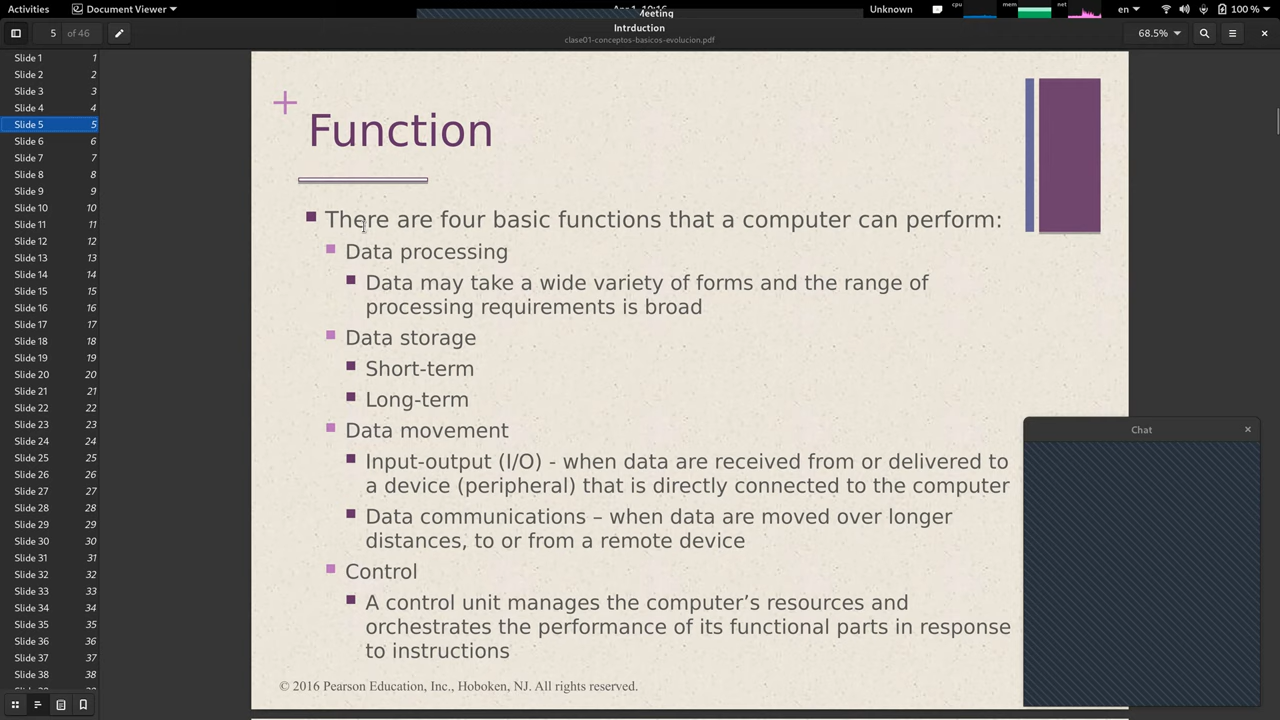 Activities Document Viewer Unknown cpu mem net en 100 %
Meeting
Intrduction
clase01-conceptos-basicos-evolucion.pdf
5 of 46 68.5%
Slide 1 1
Slide 2 2
Slide 3 3
Slide 4 4
Slide 5 5
Slide 6 6
Slide 7 7
Slide 8 8
Slide 9 9
Slide 10 10
Slide 11 11
Slide 12 12
Slide 13 13
Slide 14 14
Slide 15 15
Slide 16 16
Slide 17 17
Slide 18 18
Slide 19 19
Slide 20 20
Slide 21 21
Slide 22 22
Slide 23 23
Slide 24 24
Slide 25 25
Slide 26 26
Slide 27 27
Slide 28 28
Slide 29 29
Slide 30 30
Slide 31 31
Slide 32 32
Slide 33 33
Slide 34 34
Slide 35 35
Slide 36 36
Slide 37 37
Slide 38 38
+
Function
There are four basic functions that a computer can perform:
Data processing
Data may take a wide variety of forms and the range of
processing requirements is broad
Data storage
Short-term
Long-term
Data movement
Input-output (I/O) - when data are received from or delivered to
a device (peripheral) that is directly connected to the computer
Data communications – when data are moved over longer
distances, to or from a remote device
Control
A control unit manages the computer’s resources and
orchestrates the performance of its functional parts in response
to instructions
© 2016 Pearson Education, Inc., Hoboken, NJ. All rights reserved.
Chat